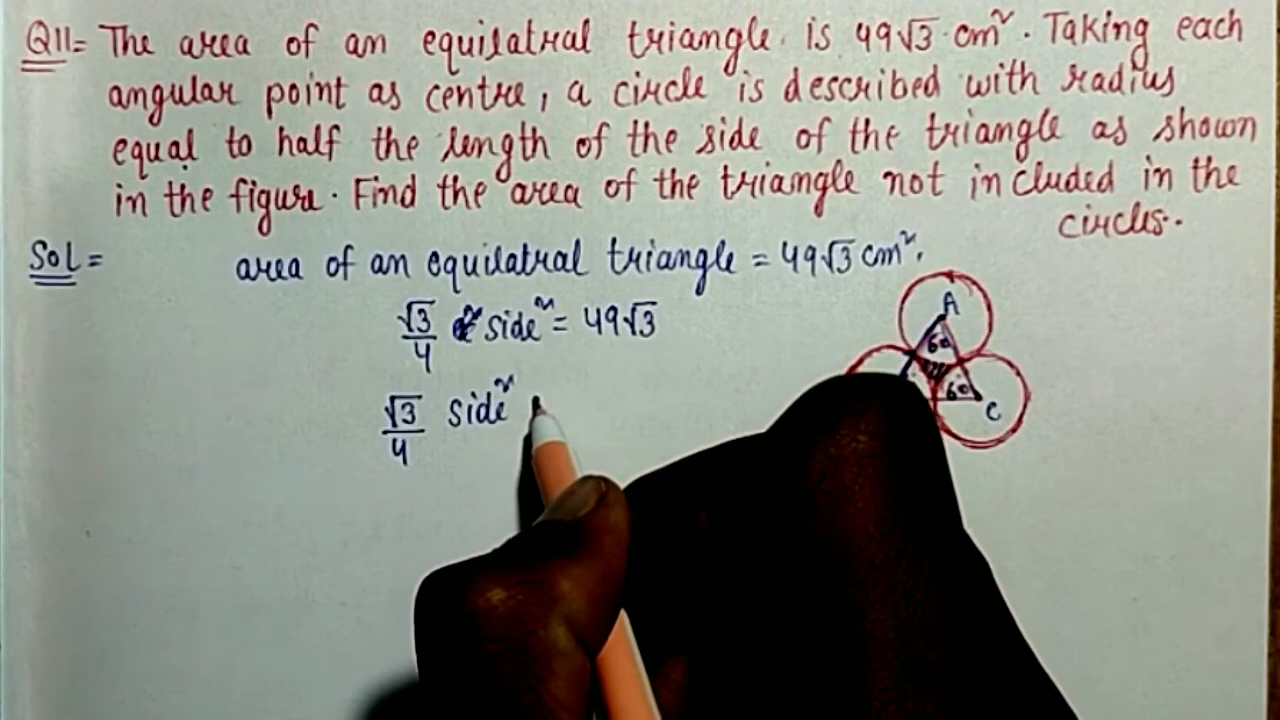 Q11= The area of an equilatral triangle is 49√3 cm². Taking each
angular point as centre, a circle is described with radius
equal to half the length of the side of the triangle as shown
in the figure. Find the area of the triangle not included in the
circles.
Sol= area of an equilatral triangle = 49√3 cm².
√3/4 side² = 49√3
√3/4 side²
A
60
60
C